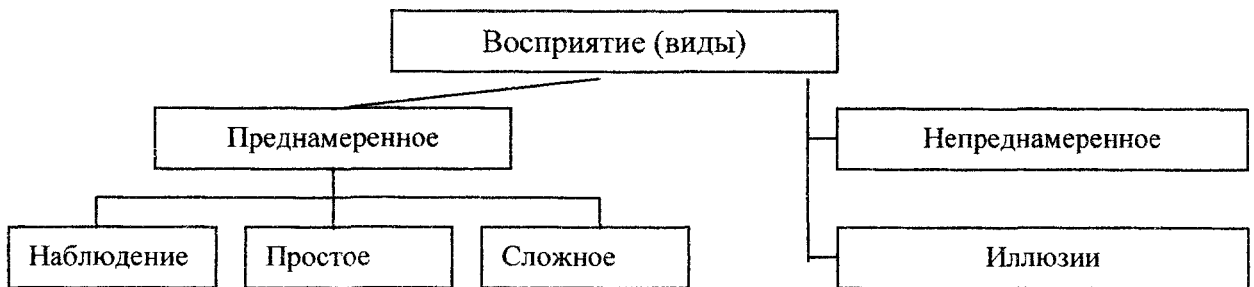 Восприятие (виды)
Преднамеренное
Непреднамеренное
Наблюдение
Простое
Сложное
Иллюзии